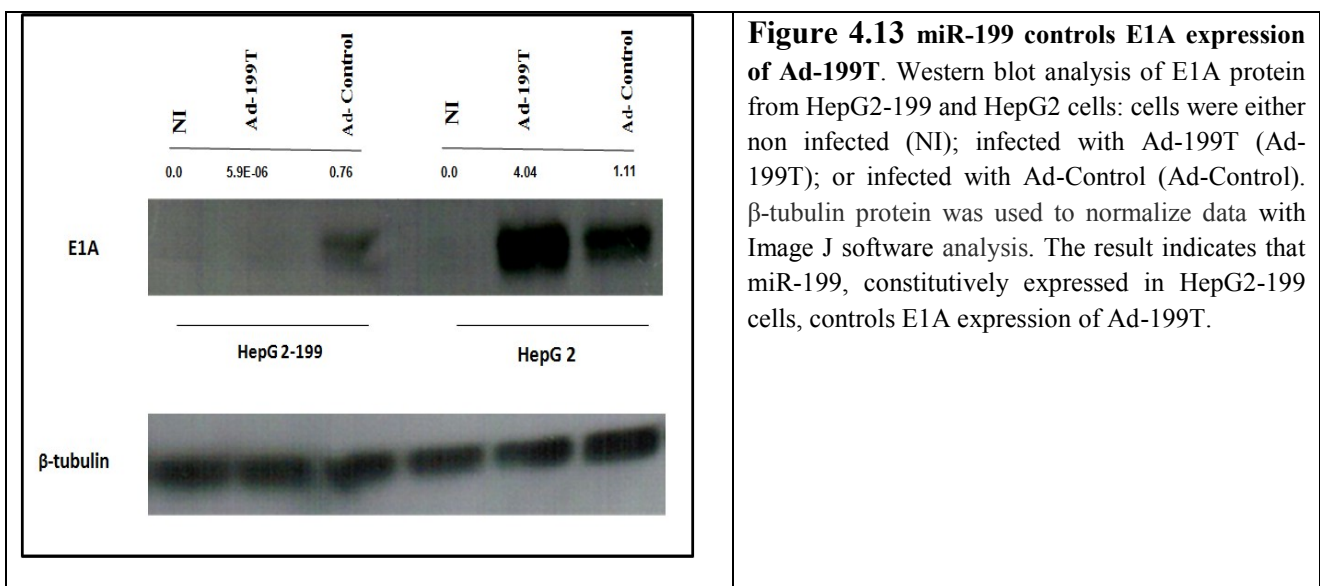 NI
Ad-199T
Ad- Control
NI
Ad-199T
Ad- Control
0.0 5.9E-06 0.76 0.0 4.04 1.11
E1A
HepG 2-199 HepG 2
β-tubulin
Figure 4.13 miR-199 controls E1A expression
of Ad-199T. Western blot analysis of E1A protein
from HepG2-199 and HepG2 cells: cells were either
non infected (NI); infected with Ad-199T (Ad-
199T); or infected with Ad-Control (Ad-Control).
β-tubulin protein was used to normalize data with
Image J software analysis. The result indicates that
miR-199, constitutively expressed in HepG2-199
cells, controls E1A expression of Ad-199T.